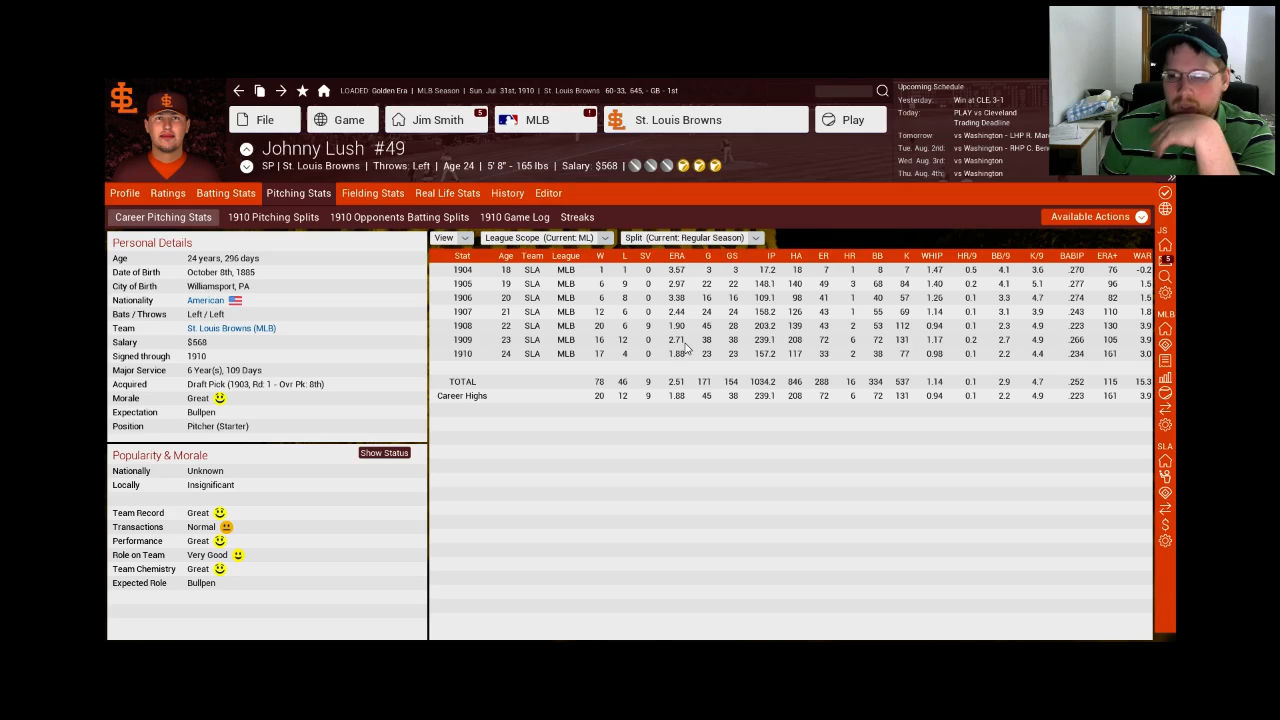 LOADED: Golden Era | MLB Season | Sun. Jul. 31st, 1910 | St. Louis Browns 60-33, .645, - GB - 1st
File Game Jim Smith 5 MLB ! St. Louis Browns Play
Upcoming Schedule
Yesterday: Win at CLE, 3-1
Today: PLAY vs Cleveland
Trading Deadline
Tomorrow vs Washington - LHP R. Mar
Tue. Aug. 2nd: vs Washington - RHP C. Ben
Wed. Aug. 3rd: vs Washington
Thu. Aug. 4th: vs Washington
Johnny Lush #49
SP | St. Louis Browns | Throws: Left | Age 24 | 5' 8" - 165 lbs | Salary: $568 |
Profile Ratings Batting Stats Pitching Stats Fielding Stats Real Life Stats History Editor
Career Pitching Stats 1910 Pitching Splits 1910 Opponents Batting Splits 1910 Game Log Streaks Available Actions
Personal Details
Age 24 years, 296 days
Date of Birth October 8th, 1885
City of Birth Williamsport, PA
Nationality American
Bats / Throws Left / Left
Team St. Louis Browns (MLB)
Salary $568
Signed through 1910
Major Service 6 Year(s), 109 Days
Acquired Draft Pick (1903, Rd: 1 - Ovr Pk: 8th)
Morale Great
Expectation Bullpen
Position Pitcher (Starter)
Popularity & Morale Show Status
Nationally Unknown
Locally Insignificant
Team Record Great
Transactions Normal
Performance Great
Role on Team Very Good
Team Chemistry Great
Expected Role Bullpen
View League Scope (Current: ML) Split (Current: Regular Season)
Stat Age Team League W L SV ERA G GS IP HA ER HR BB K WHIP HR/9 BB/9 K/9 BABIP ERA+ WAR
1904 18 SLA MLB 1 1 0 3.57 3 3 17.2 18 7 1 8 7 1.47 0.5 4.1 3.6 .270 76 -0.2
1905 19 SLA MLB 6 9 0 2.97 22 22 148.1 140 49 3 68 84 1.40 0.2 4.1 5.1 .277 96 1.5
1906 20 SLA MLB 6 8 0 3.38 16 16 109.1 98 41 1 40 57 1.26 0.1 3.3 4.7 .274 82 1.5
1907 21 SLA MLB 12 6 0 2.44 24 24 158.2 126 43 1 55 69 1.14 0.1 3.1 3.9 .243 110 1.8
1908 22 SLA MLB 20 6 9 1.90 45 28 203.2 139 43 2 53 112 0.94 0.1 2.3 4.9 .223 130 3.9
1909 23 SLA MLB 16 12 0 2.71 38 38 239.1 208 72 6 72 131 1.17 0.2 2.7 4.9 .266 105 3.9
1910 24 SLA MLB 17 4 0 1.88 23 23 157.2 117 33 2 38 77 0.98 0.1 2.2 4.4 .234 161 3.0
TOTAL 78 46 9 2.51 171 154 1034.2 846 288 16 334 537 1.14 0.1 2.9 4.7 .252 115 15.3
Career Highs 20 12 9 1.88 45 38 239.1 208 72 6 72 131 0.94 0.1 2.2 4.9 .223 161 3.9
JS
5
MLB
SLA